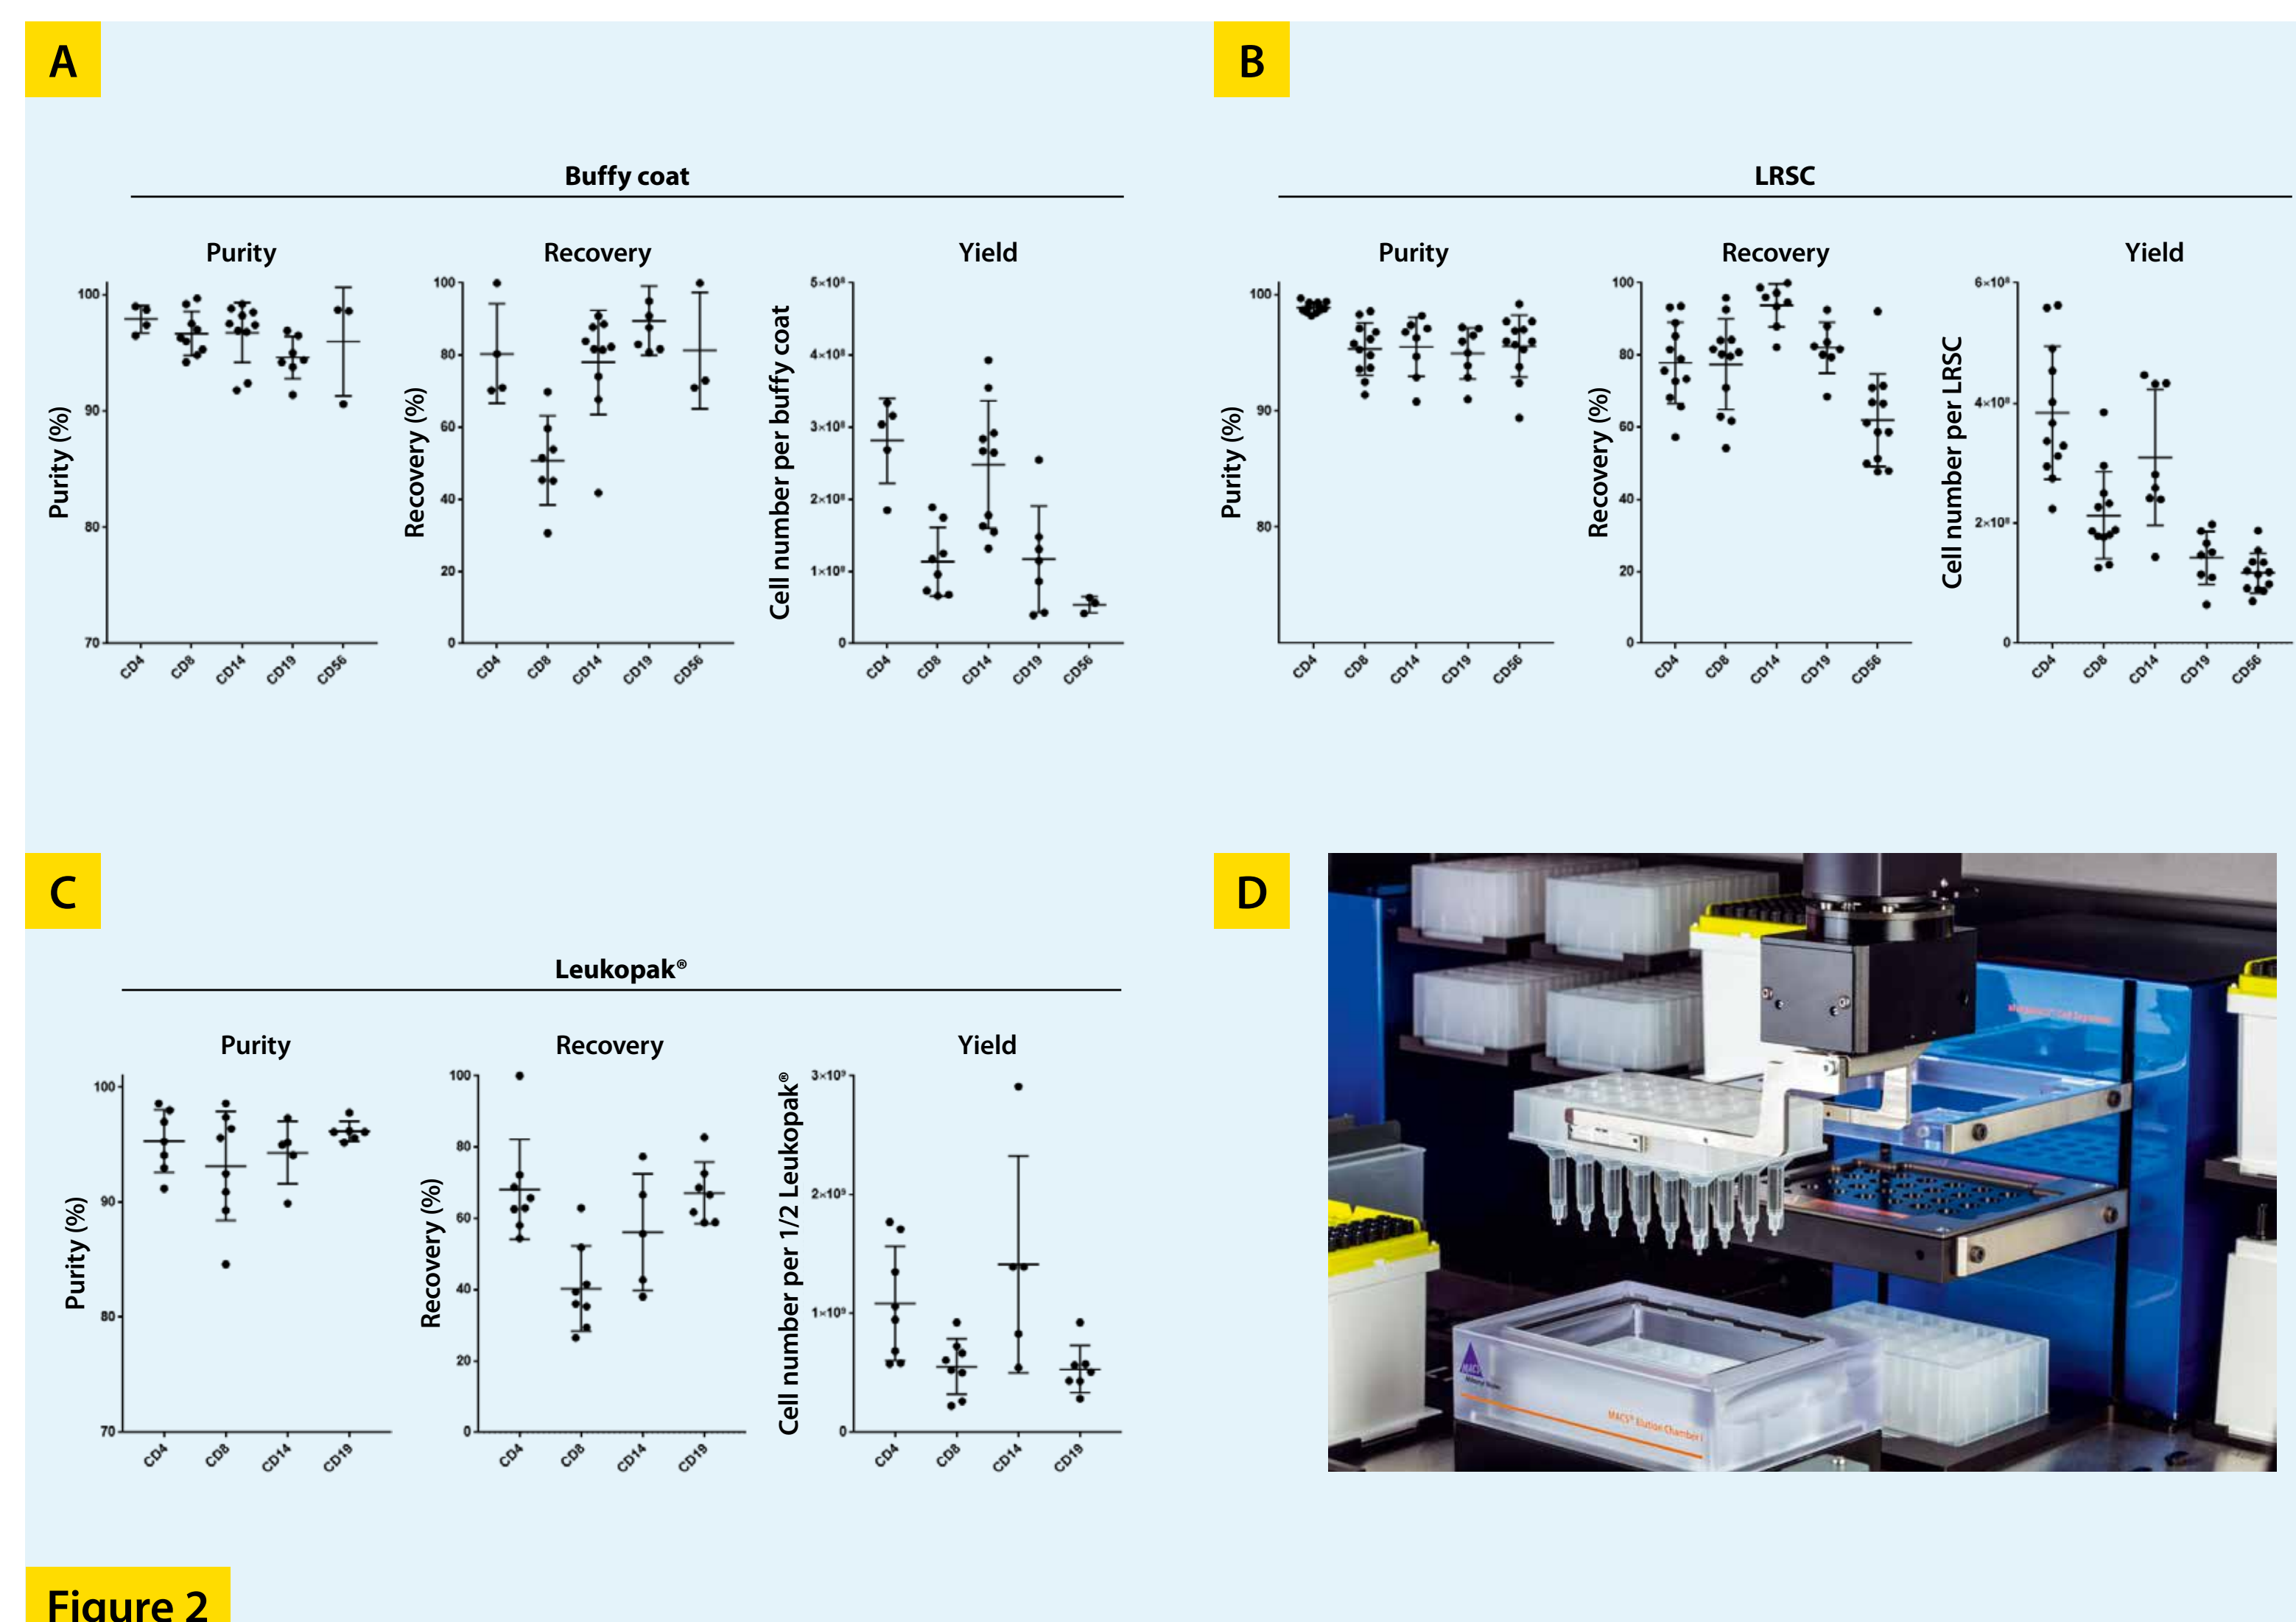 A
Buffy coat
Purity
Recovery
Yield
Purity (%)
100
90
80
70
CD4
CD8
CD14
CD19
CD56
Recovery (%)
100
80
60
40
20
0
CD4
CD8
CD14
CD19
CD56
Cell number per buffy coat
5×10⁸
4×10⁸
3×10⁸
2×10⁸
1×10⁸
0
CD4
CD8
CD14
CD19
CD56
B
LRSC
Purity
Recovery
Yield
Purity (%)
100
90
80
CD4
CD8
CD14
CD19
CD56
Recovery (%)
100
80
60
40
20
0
CD4
CD8
CD14
CD19
CD56
Cell number per LRSC
6×10⁸
4×10⁸
2×10⁸
0
CD4
CD8
CD14
CD19
CD56
C
Leukopak®
Purity
Recovery
Yield
Purity (%)
100
90
80
70
CD4
CD8
CD14
CD19
Recovery (%)
100
80
60
40
20
0
CD4
CD8
CD14
CD19
Cell number per 1/2 Leukopak®
3×10⁹
2×10⁹
1×10⁹
0
CD4
CD8
CD14
CD19
D
MACS
Miltenyi Biotec
MACS® Elution Chamber I
Figure 2